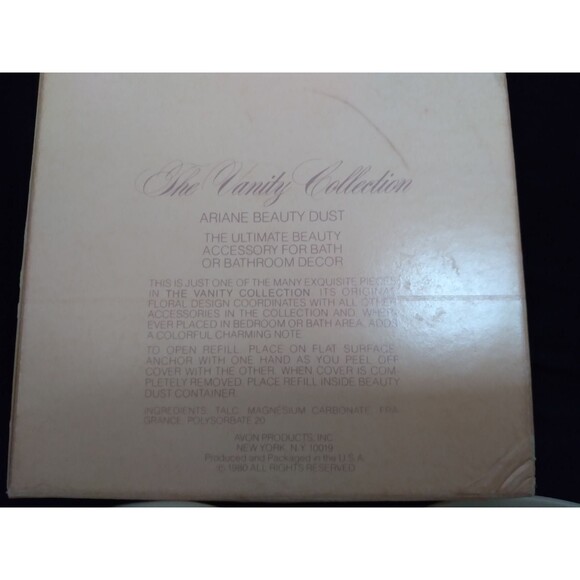 The Vanity Collection
ARIANE BEAUTY DUST
THE ULTIMATE BEAUTY
ACCESSORY FOR BATH
OR BATHROOM DECOR
THIS IS JUST ONE OF THE MANY EXQUISITE PIECES
IN THE VANITY COLLECTION. ITS ORIGINAL
FLORAL DESIGN COORDINATES WITH ALL OTHER
ACCESSORIES IN THE COLLECTION AND, WHER-
EVER PLACED IN BEDROOM OR BATH AREA, ADDS
A COLORFUL CHARMING NOTE.
TO OPEN REFILL, PLACE ON FLAT SURFACE.
ANCHOR WITH ONE HAND AS YOU PEEL OFF
COVER WITH THE OTHER. WHEN COVER IS COM-
PLETELY REMOVED, PLACE REFILL INSIDE BEAUTY
DUST CONTAINER.
INGREDIENTS: TALC, MAGNESIUM CARBONATE, FRA-
GRANCE, POLYSORBATE 20
AVON PRODUCTS, INC.
NEW YORK, N.Y. 10019
Produced and Packaged in the U.S.A.
© 1980 ALL RIGHTS RESERVED